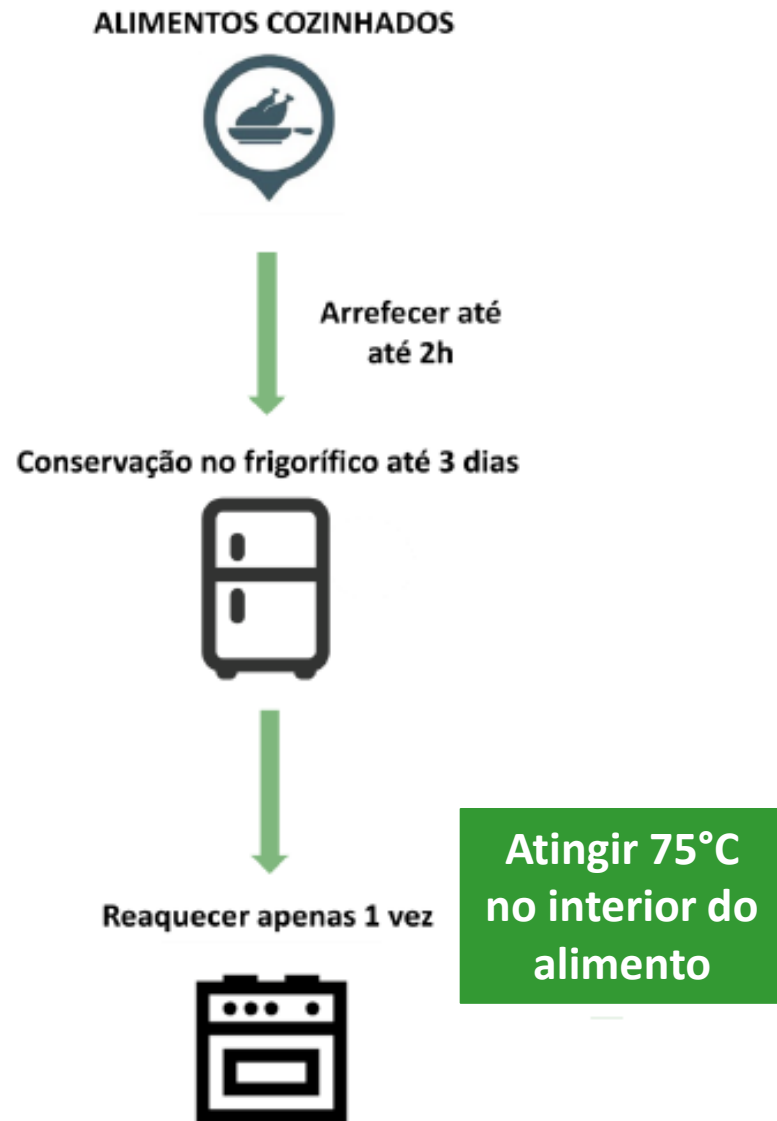 ALIMENTOS COZINHADOS
Arrefecer até
até 2h
Conservação no frigorífico até 3 dias
Reaquecer apenas 1 vez
Atingir 75°C
no interior do
alimento